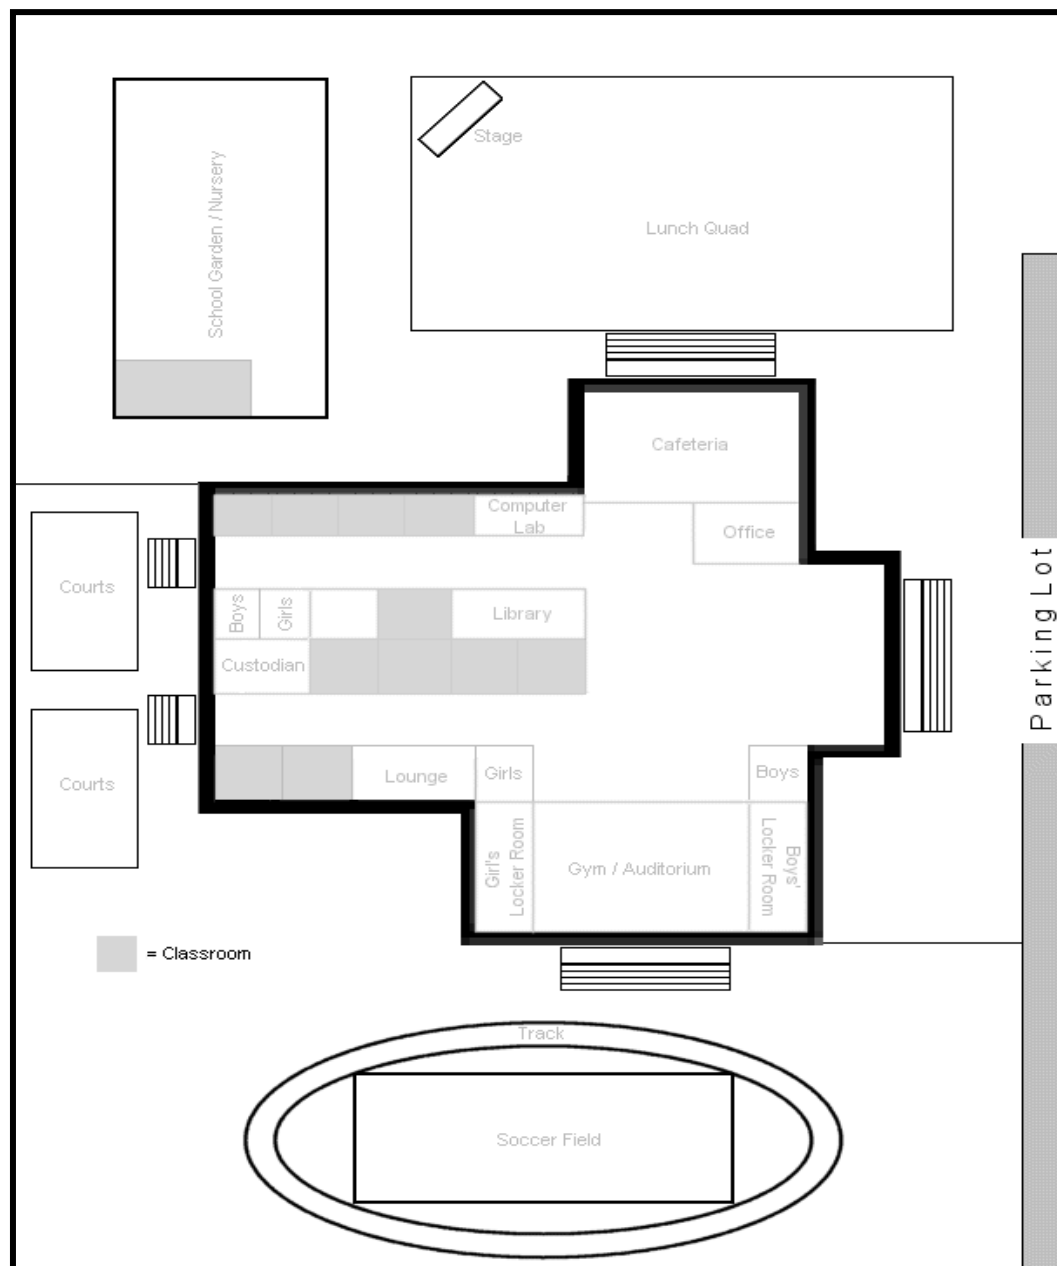 Stage
School Garden / Nursery
Lunch Quad
Cafeteria
Computer
Lab
Office
Courts
Boys
Girls
Library
Custodian
Parking Lot
Courts
Lounge
Girls
Boys
Girl's
Locker Room
Gym / Auditorium
Boys'
Locker Room
= Classroom
Track
Soccer Field